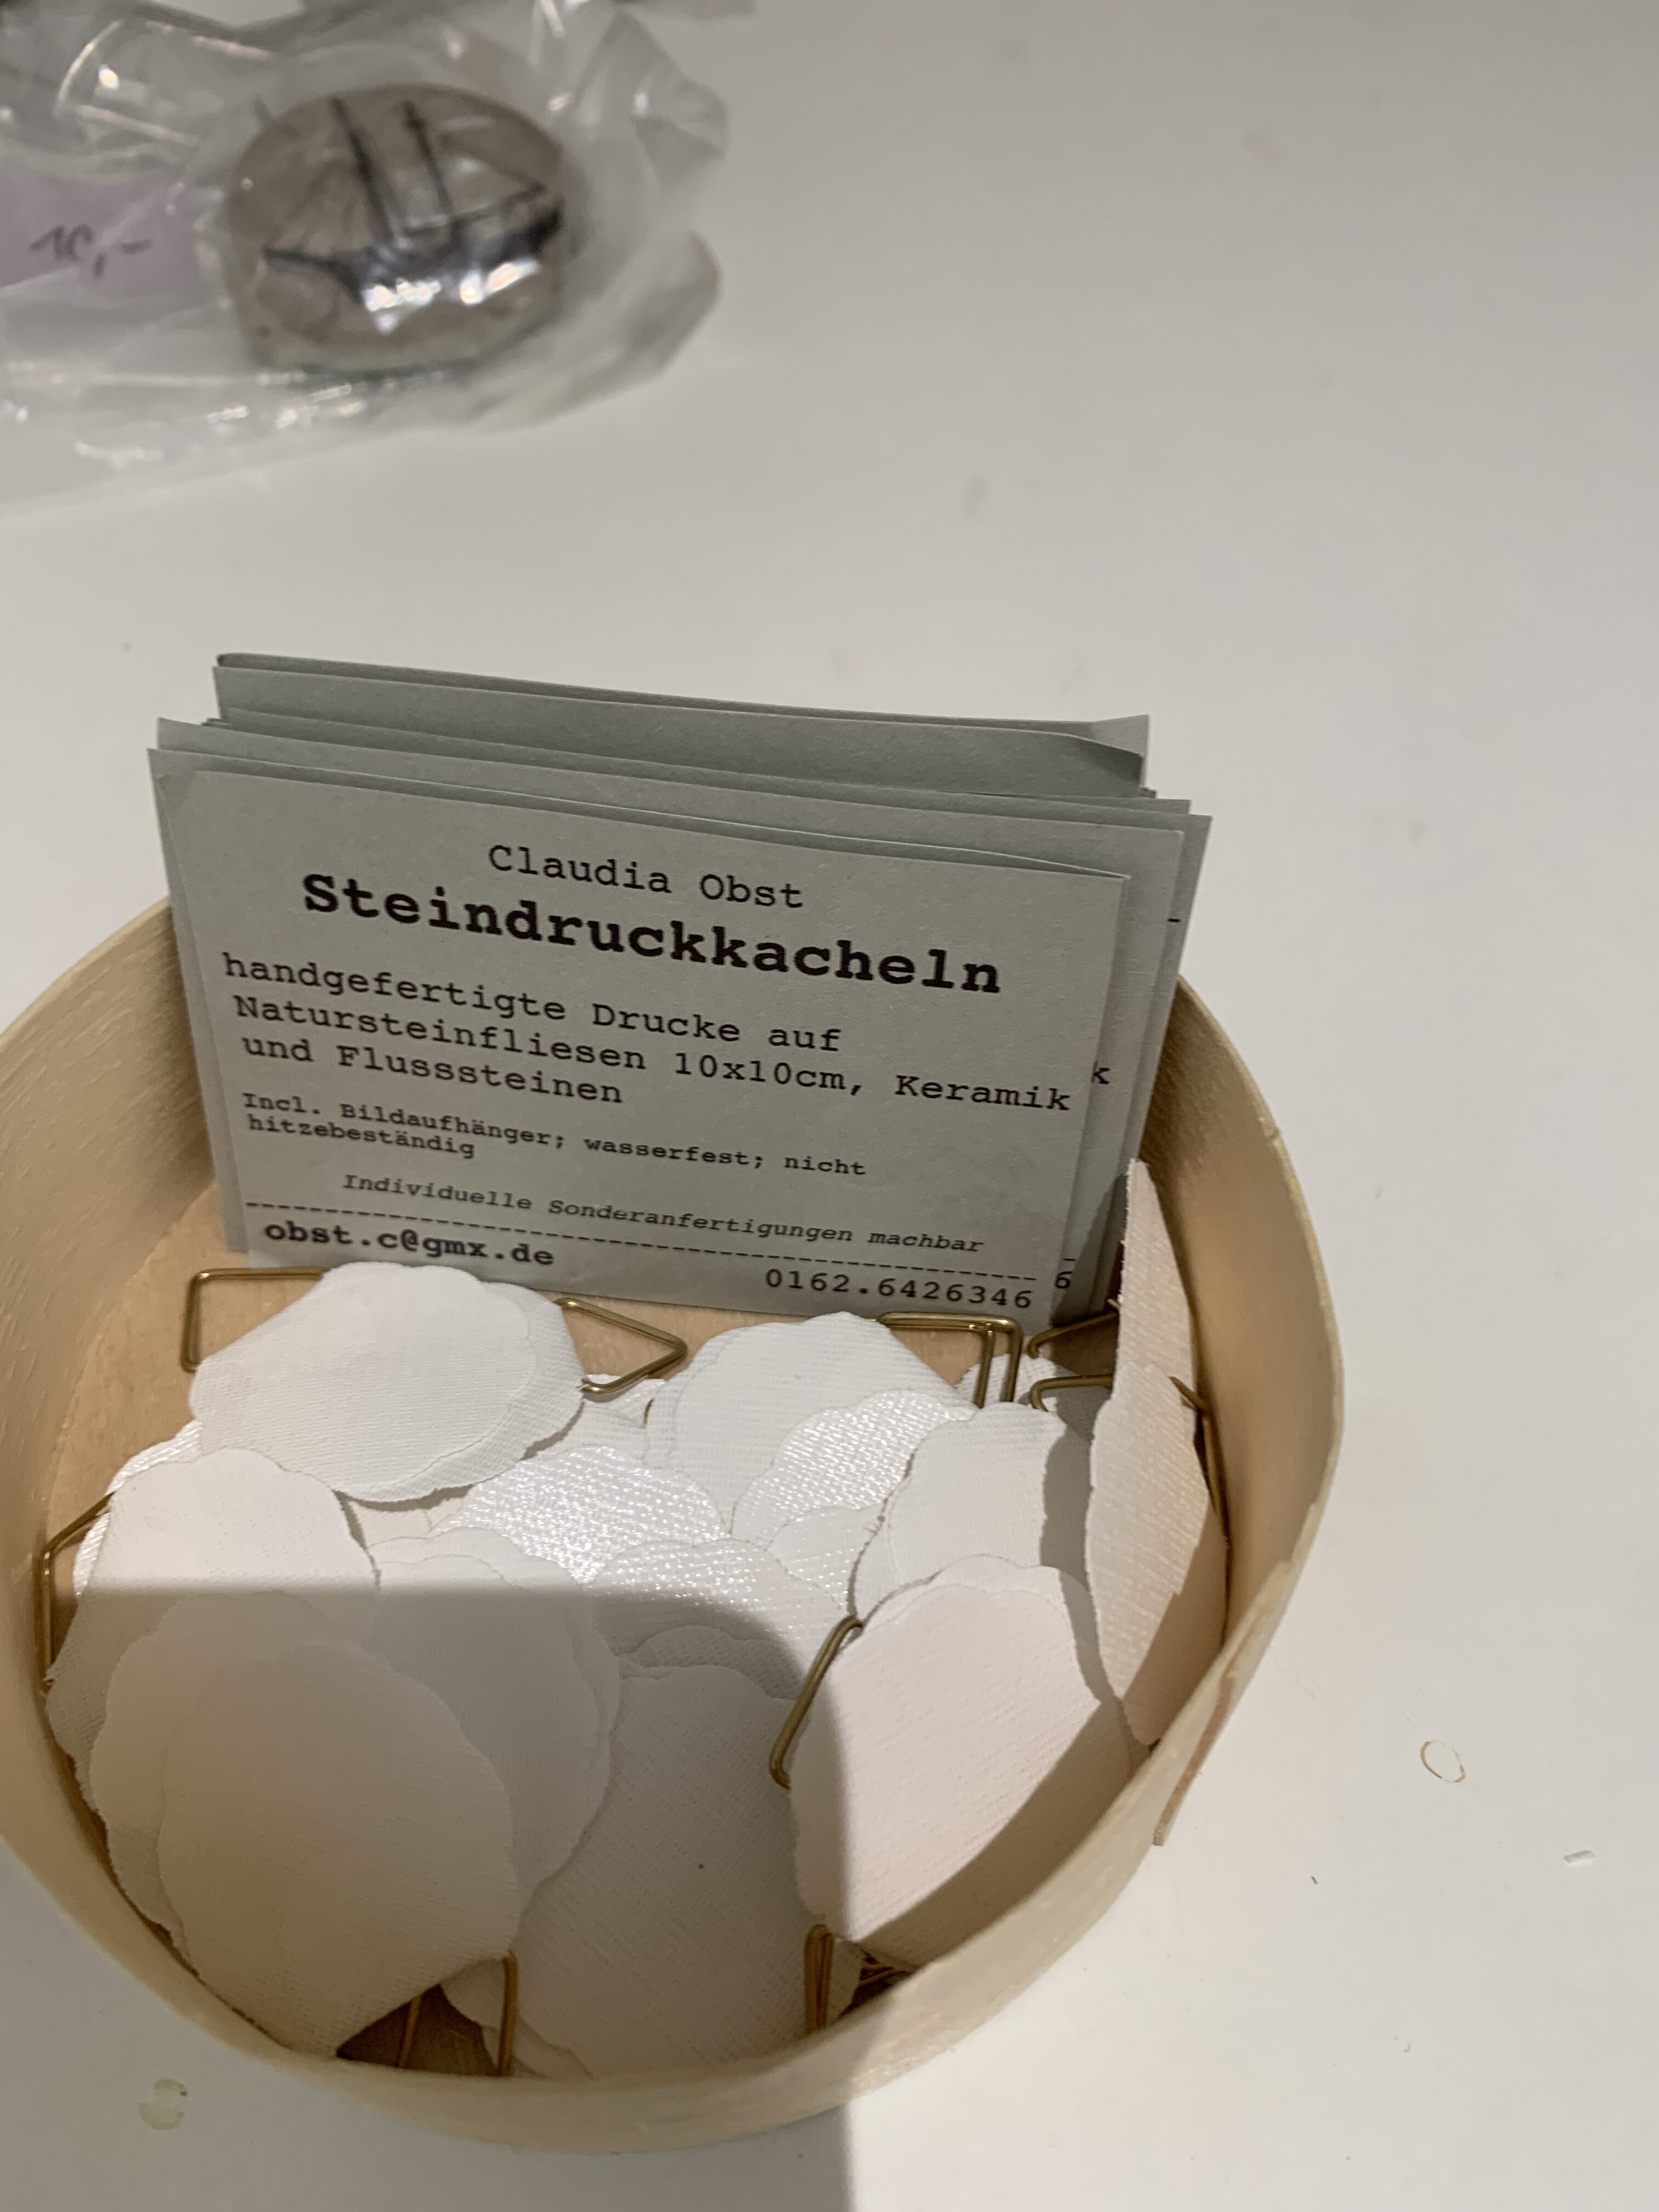 10,-
Claudia Obst
Steindruckkacheln
handgefertigte Drucke auf
Natursteinfliesen 10x10cm, Keramik
und Flusssteinen
Incl. Bildaufhänger; wasserfest; nicht
hitzebeständig
Individuelle Sonderanfertigungen machbar
obst.c@gmx.de
0162.6426346
k
6